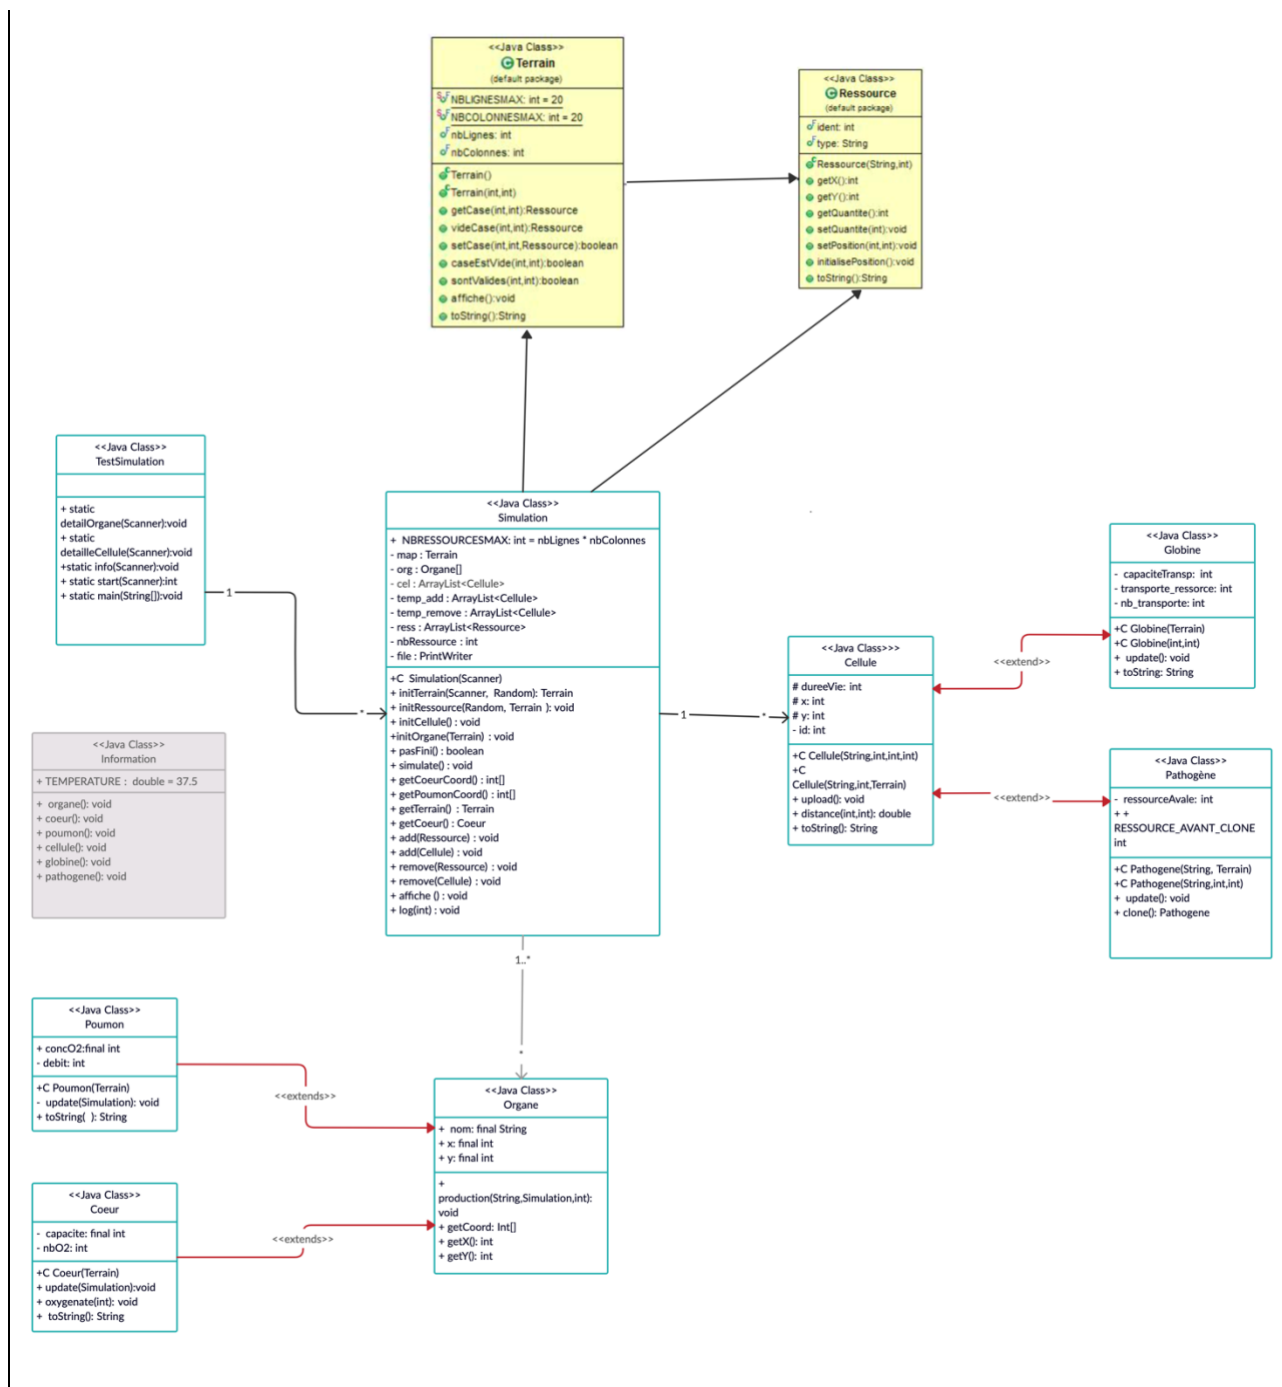 <<Java Class>>
Terrain
(default package)
NBLIGNESMAX: int = 20
NBCOLONNESMAX: int = 20
nbLignes: int
nbColonnes: int
Terrain()
Terrain(int,int)
getCase(int,int):Ressource
videCase(int,int):Ressource
setCase(int,int,Ressource):boolean
caseEstVide(int,int):boolean
sontValides(int,int):boolean
affiche():void
toString():String
<<Java Class>>
Ressource
(default package)
ident: int
type: String
Ressource(String,int)
getX():int
getY():int
getQuantite():int
setQuantite(int):void
setPosition(int,int):void
initialisePosition():void
toString():String
<<Java Class>>
TestSimulation
+ static
detailOrgane(Scanner):void
+ static
detailleCellule(Scanner):void
+static info(Scanner):void
+ static start(Scanner):int
+ static main(String[]):void
1
*
<<Java Class>>
Simulation
+ NBRESSOURCESMAX: int = nbLignes * nbColonnes
- map : Terrain
- org : Organe[]
- cel : ArrayList<Cellule>
- temp_add : ArrayList<Cellule>
- temp_remove : ArrayList<Cellule>
- ress : ArrayList<Ressource>
- nbRessource : int
- file : PrintWriter
+C Simulation(Scanner)
+ initTerrain(Scanner, Random): Terrain
+ initRessource(Random, Terrain ): void
+ initCellule() : void
+initOrgane(Terrain) : void
+ pasFini() : boolean
+ simulate() : void
+ getCoeurCoord() : int[]
+ getPoumonCoord() : int[]
+ getTerrain() : Terrain
+ getCoeur() : Coeur
+ add(Ressource) : void
+ add(Cellule) : void
+ remove(Ressource) : void
+ remove(Cellule) : void
+ affiche () : void
+ log(int) : void
1
*
<<Java Class>>>
Cellule
# dureeVie: int
# x: int
# y: int
- id: int
+C Cellule(String,int,int,int)
+C
Cellule(String,int,Terrain)
+ upload(): void
+ distance(int,int): double
+ toString(): String
<<extend>>
<<Java Class>>
Globine
- capaciteTransp: int
- transporte_ressorce: int
- nb_transporte: int
+C Globine(Terrain)
+C Globine(int,int)
+ update(): void
+ toString: String
<<extend>>
<<Java Class>>
Pathogène
- ressourceAvale: int
+ +
RESSOURCE_AVANT_CLONE
int
+C Pathogene(String, Terrain)
+C Pathogene(String,int,int)
+ update(): void
+ clone(): Pathogene
<<Java Class>>
Information
+ TEMPERATURE : double = 37.5
+ organe(): void
+ coeur(): void
+ poumon(): void
+ cellule(): void
+ globine(): void
+ pathogene(): void
1..*
*
<<Java Class>>
Poumon
+ concO2:final int
- debit: int
+C Poumon(Terrain)
- update(Simulation): void
+ toString( ): String
<<extends>>
<<Java Class>>
Organe
+ nom: final String
+ x: final int
+ y: final int
+
production(String,Simulation,int):
void
+ getCoord: Int[]
+ getX(): int
+ getY(): int
<<Java Class>>
Coeur
- capacite: final int
- nbO2: int
+C Coeur(Terrain)
+ update(Simulation):void
+ oxygenate(int): void
+ toString(): String
<<extends>>